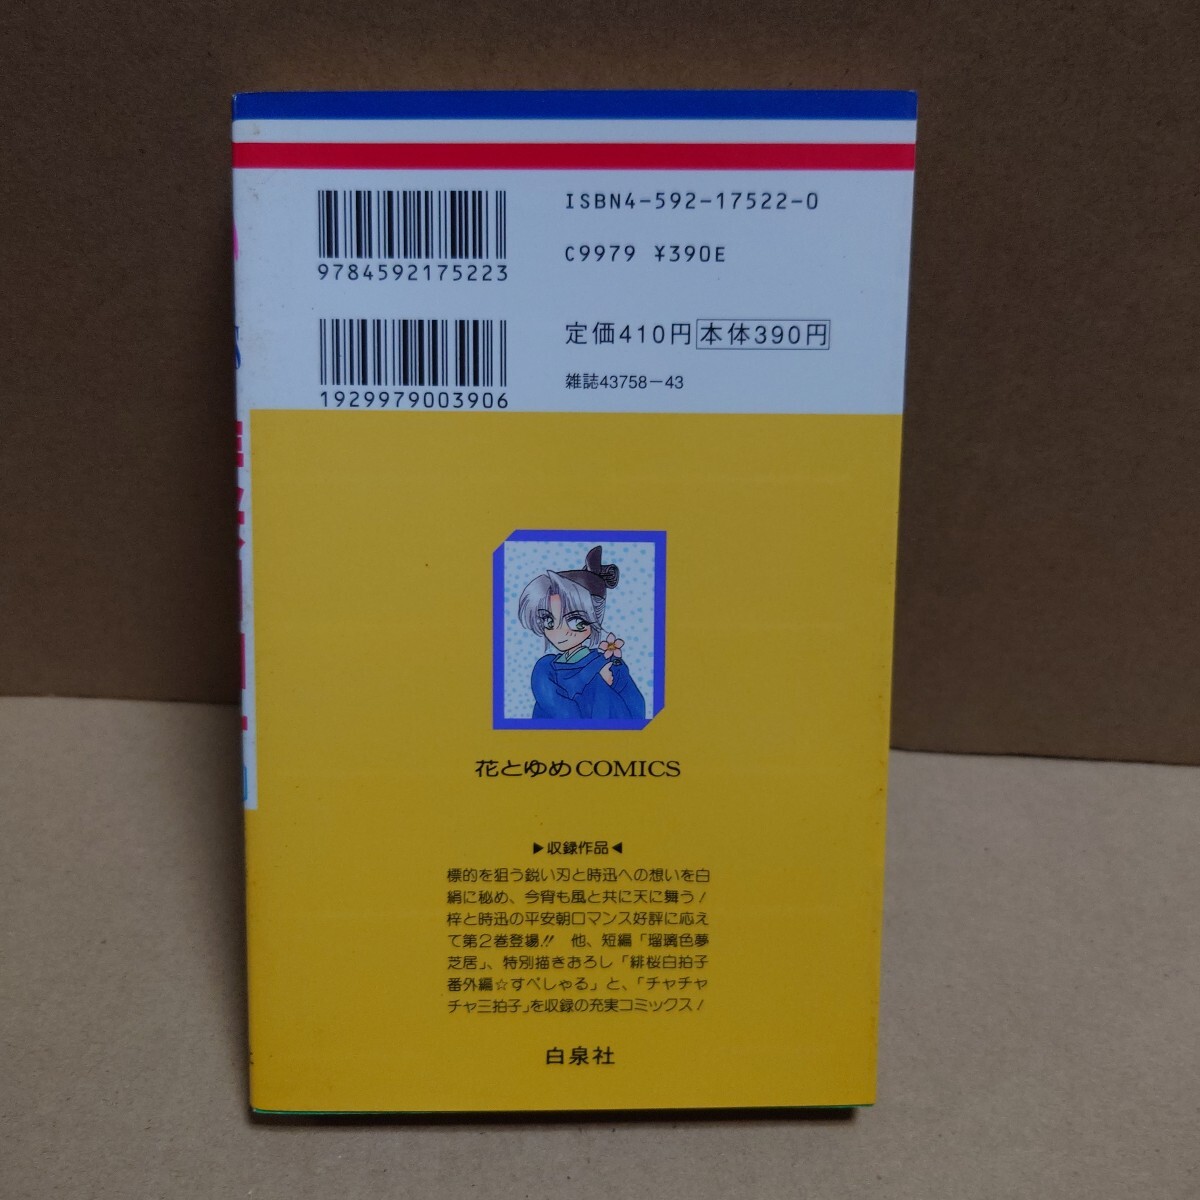 ISBN4-592-17522-0
9784592175223
C9979 ¥390E
定価410円 本体390円
1929979003906
雑誌43758-43
花とゆめCOMICS
▶収録作品◀
標的を狙う鋭い刃と時迅への想いを白
絹に秘め、今宵も風と共に天に舞う！
梓と時迅の平安朝ロマンス好評に応え
て第2巻登場!! 他、短編「瑠璃色夢
芝居」、特別描きおろし「緋桜白拍子
番外編☆すぺしゃる」と、「チャチャ
チャ三拍子」を収録の充実コミックス！
白泉社